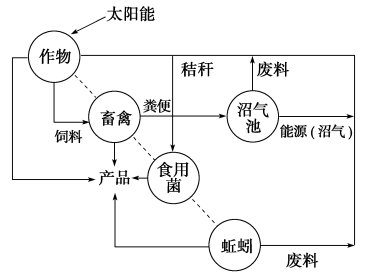 太阳能
作物
秸秆
废料
畜禽
粪便
沼气
池
能源(沼气)
饲料
产品
食用
菌
蚯蚓
废料